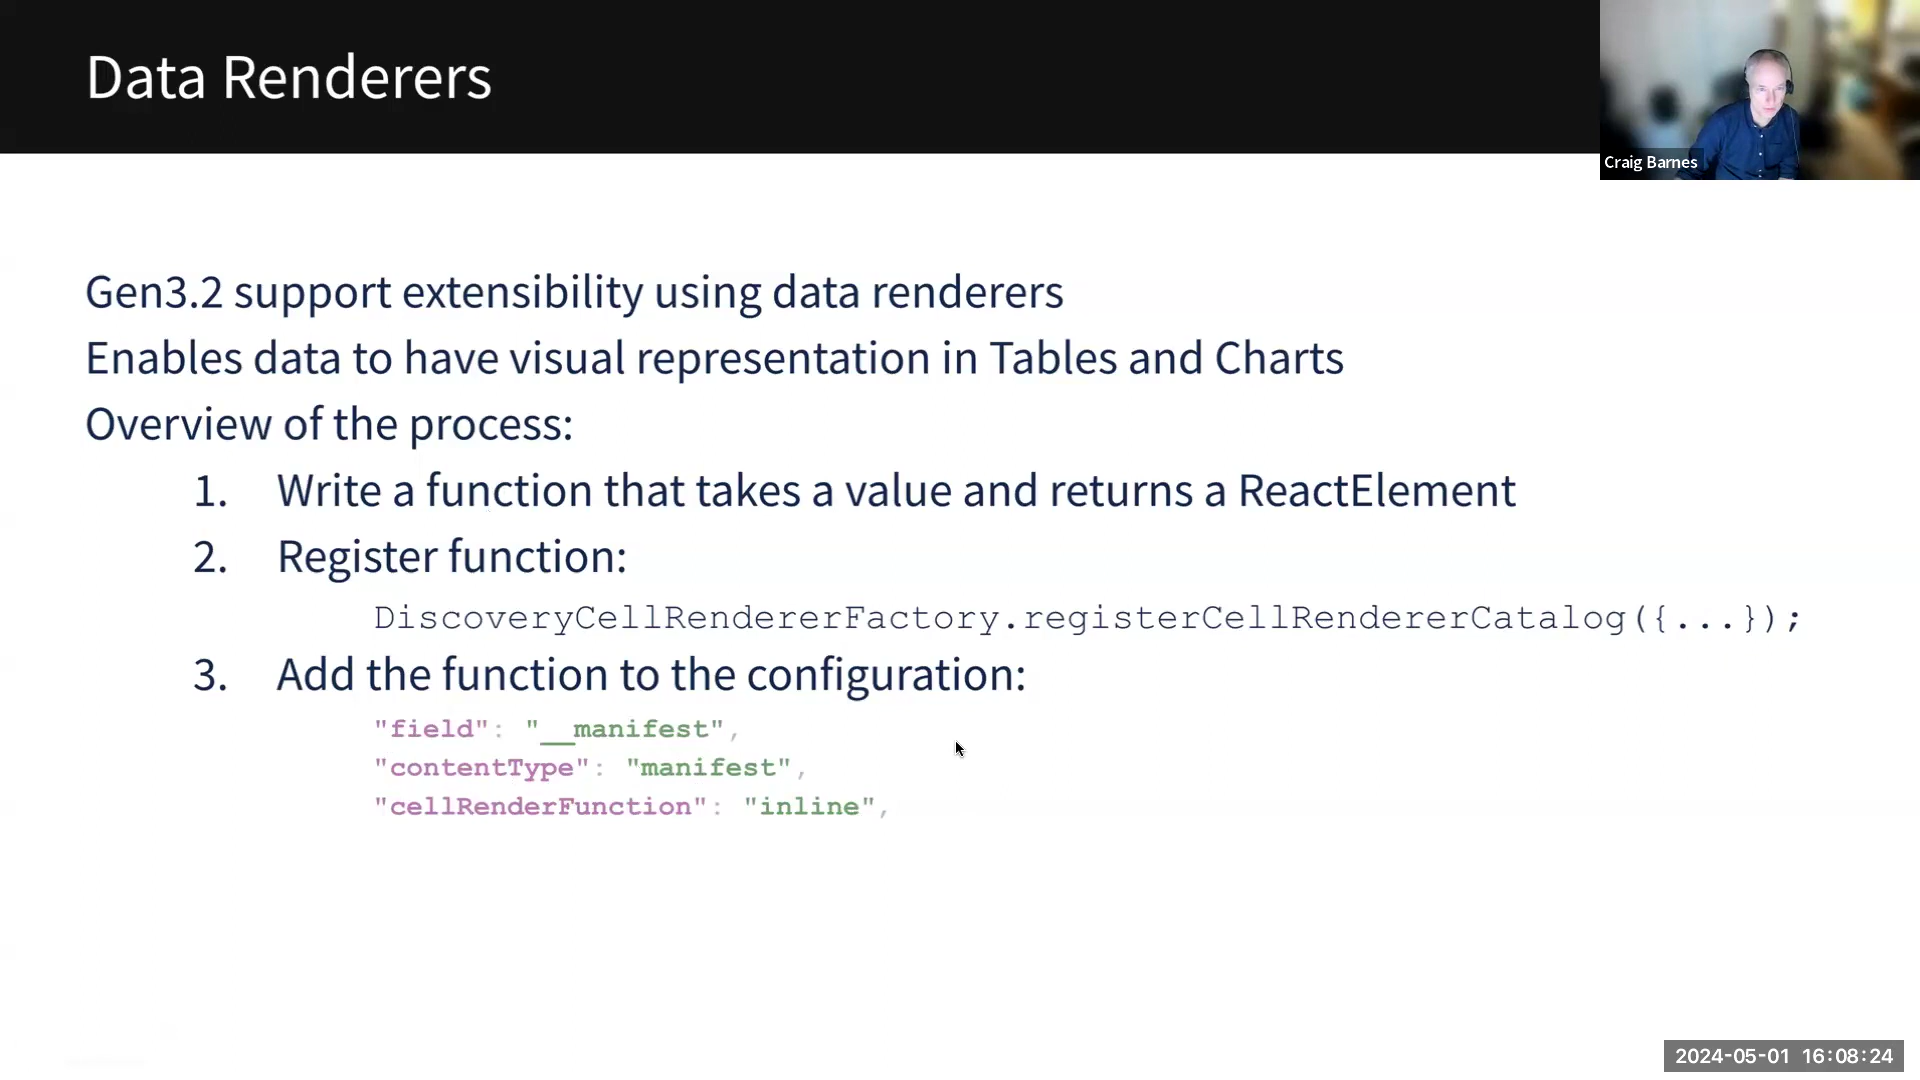 Data Renderers
Craig Barnes
Gen3.2 support extensibility using data renderers
Enables data to have visual representation in Tables and Charts
Overview of the process:
1. Write a function that takes a value and returns a ReactElement
2. Register function:
DiscoveryCellRendererFactory.registerCellRendererCatalog({...});
3. Add the function to the configuration:
"field": "__manifest",
"contentType": "manifest",
"cellRenderFunction": "inline",
2024-05-01 16:08:24